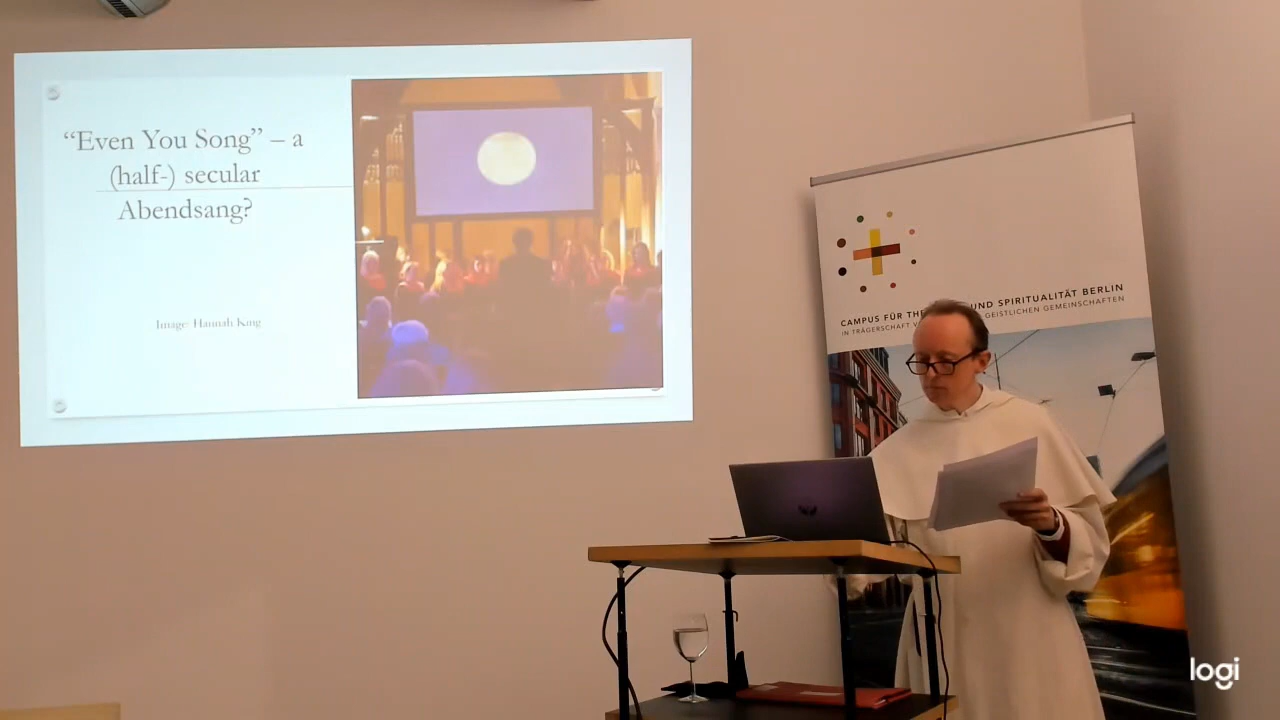 “Even You Song” – a
(half-) secular
Abendsang?
Image: Hannah King
CAMPUS FÜR THE UND SPIRITUALITÄT BERLIN
IN TRÄGERSCHAFT GEISTLICHEN GEMEINSCHAFTEN
logi